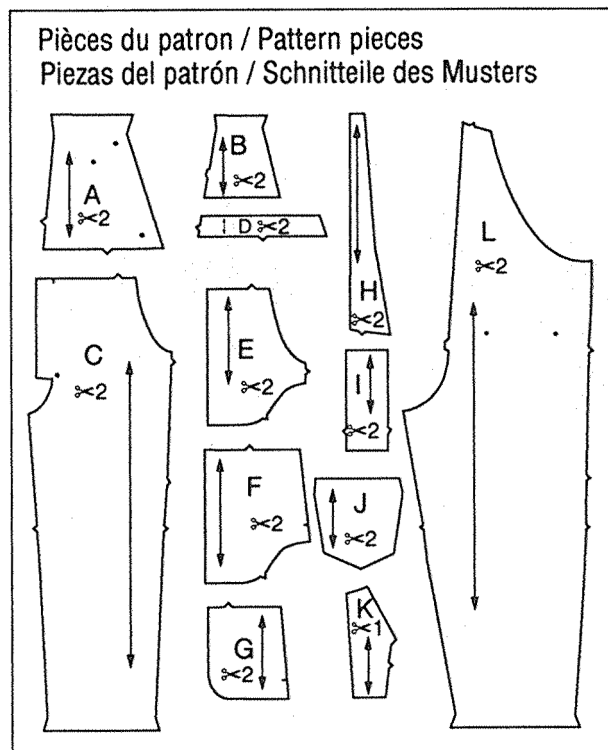 Pièces du patron / Pattern pieces
Piezas del patrón / Schnitteile des Musters
A
✂2
B
✂2
D ✂2
C
✂2
E
✂2
F
✂2
G
✂2
H
✂2
I
✂2
J
✂2
K
✂1
L
✂2